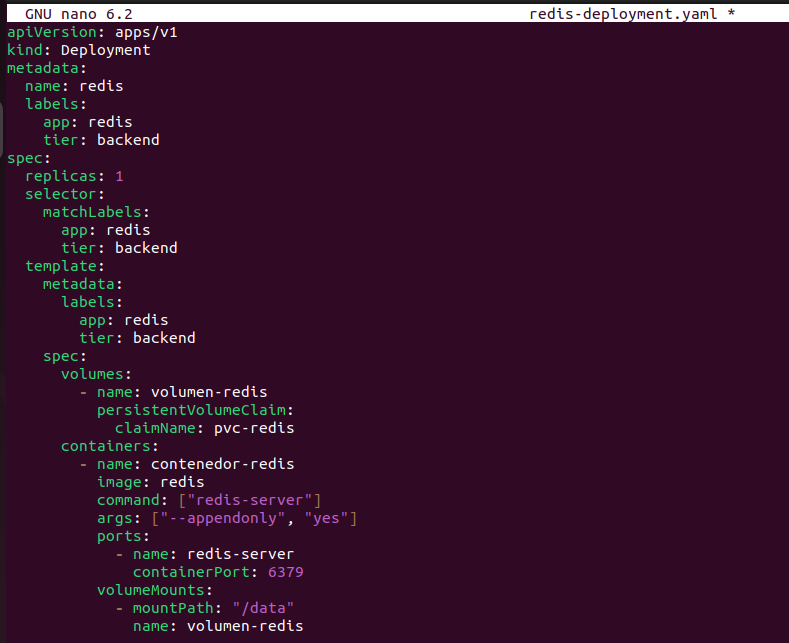 GNU nano 6.2 redis-deployment.yaml *
apiVersion: apps/v1
kind: Deployment
metadata:
  name: redis
  labels:
    app: redis
    tier: backend
spec:
  replicas: 1
  selector:
    matchLabels:
      app: redis
      tier: backend
  template:
    metadata:
      labels:
        app: redis
        tier: backend
    spec:
      volumes:
        - name: volumen-redis
          persistentVolumeClaim:
            claimName: pvc-redis
      containers:
        - name: contenedor-redis
          image: redis
          command: ["redis-server"]
          args: ["--appendonly", "yes"]
          ports:
            - name: redis-server
              containerPort: 6379
          volumeMounts:
            - mountPath: "/data"
              name: volumen-redis